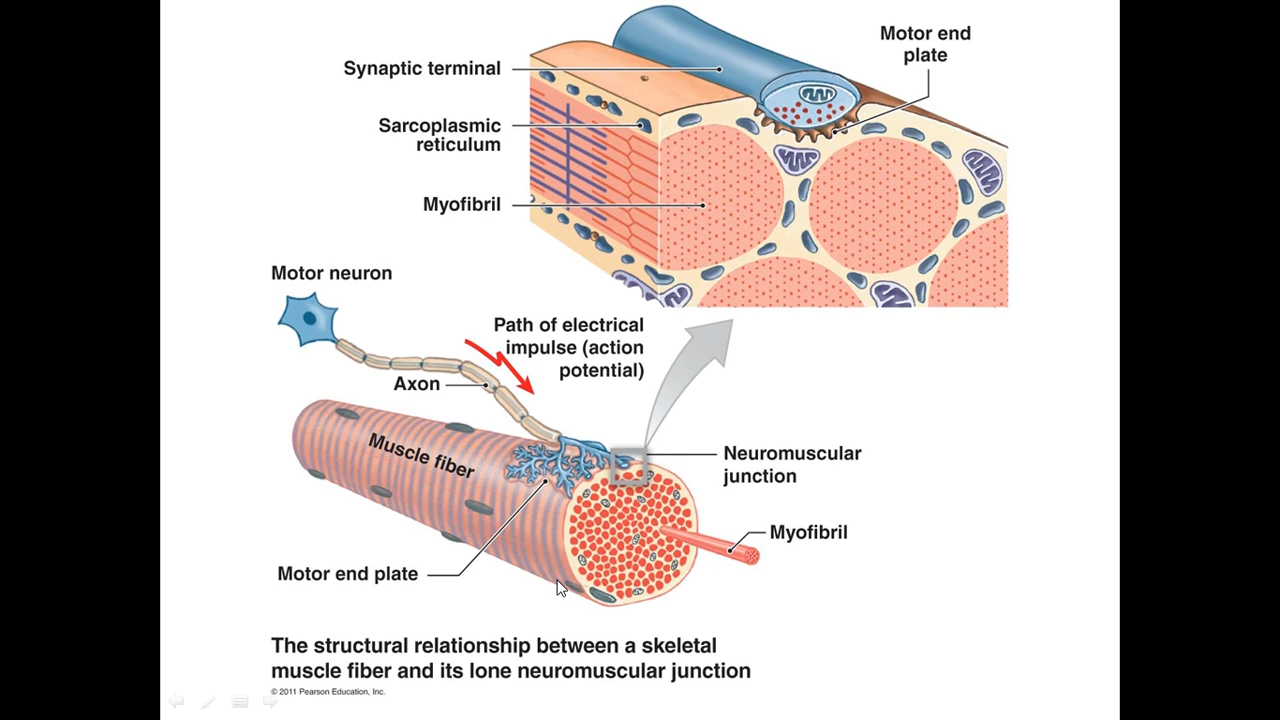 Motor end
plate
Synaptic terminal
Sarcoplasmic
reticulum
Myofibril
Motor neuron
Path of electrical
impulse (action
potential)
Axon
Muscle fiber
Neuromuscular
junction
Myofibril
Motor end plate
The structural relationship between a skeletal
muscle fiber and its lone neuromuscular junction
© 2011 Pearson Education, Inc.